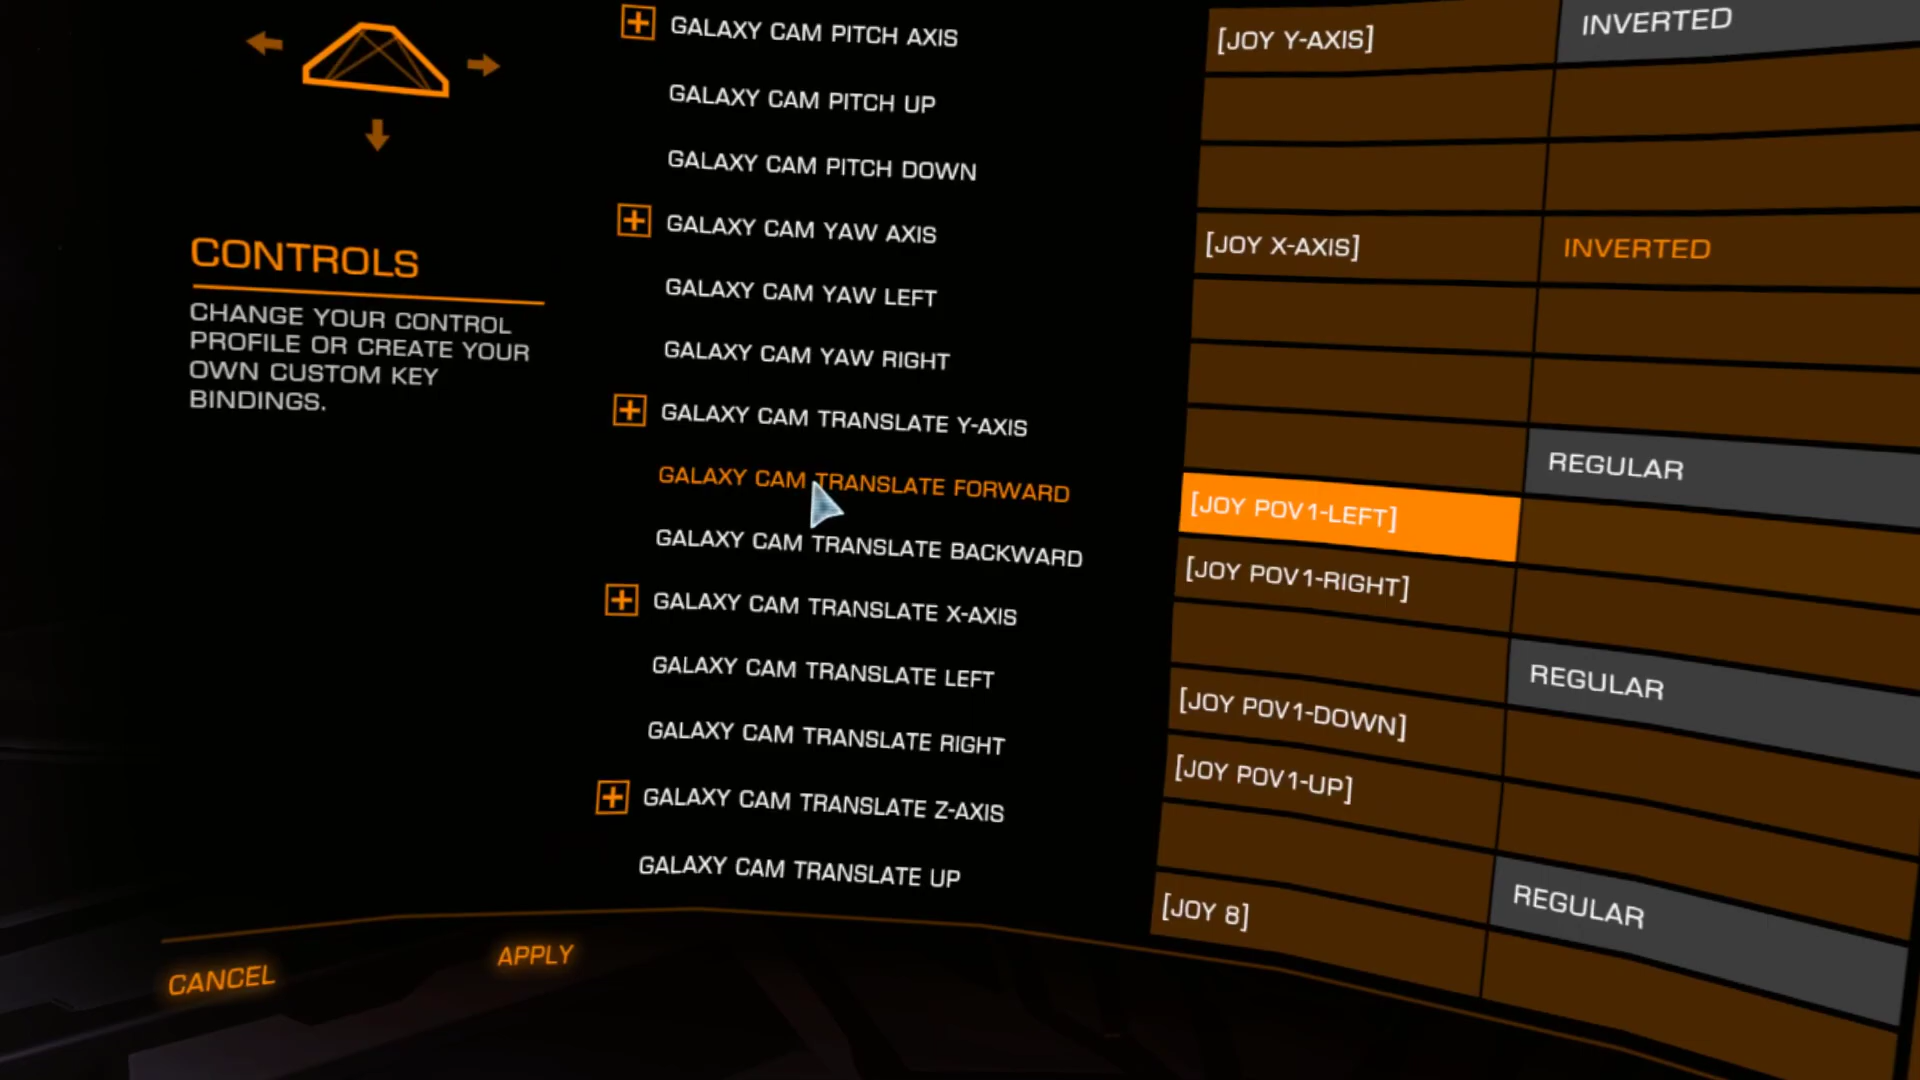 GALAXY CAM PITCH AXIS [JOY Y-AXIS] INVERTED
GALAXY CAM PITCH UP
GALAXY CAM PITCH DOWN
GALAXY CAM YAW AXIS [JOY X-AXIS] INVERTED
GALAXY CAM YAW LEFT
GALAXY CAM YAW RIGHT
GALAXY CAM TRANSLATE Y-AXIS REGULAR
GALAXY CAM TRANSLATE FORWARD [JOY POV1-LEFT]
GALAXY CAM TRANSLATE BACKWARD [JOY POV1-RIGHT]
GALAXY CAM TRANSLATE X-AXIS REGULAR
GALAXY CAM TRANSLATE LEFT [JOY POV1-DOWN]
GALAXY CAM TRANSLATE RIGHT [JOY POV1-UP]
GALAXY CAM TRANSLATE Z-AXIS REGULAR
GALAXY CAM TRANSLATE UP [JOY 8]
CONTROLS
CHANGE YOUR CONTROL
PROFILE OR CREATE YOUR
OWN CUSTOM KEY
BINDINGS.
CANCEL APPLY